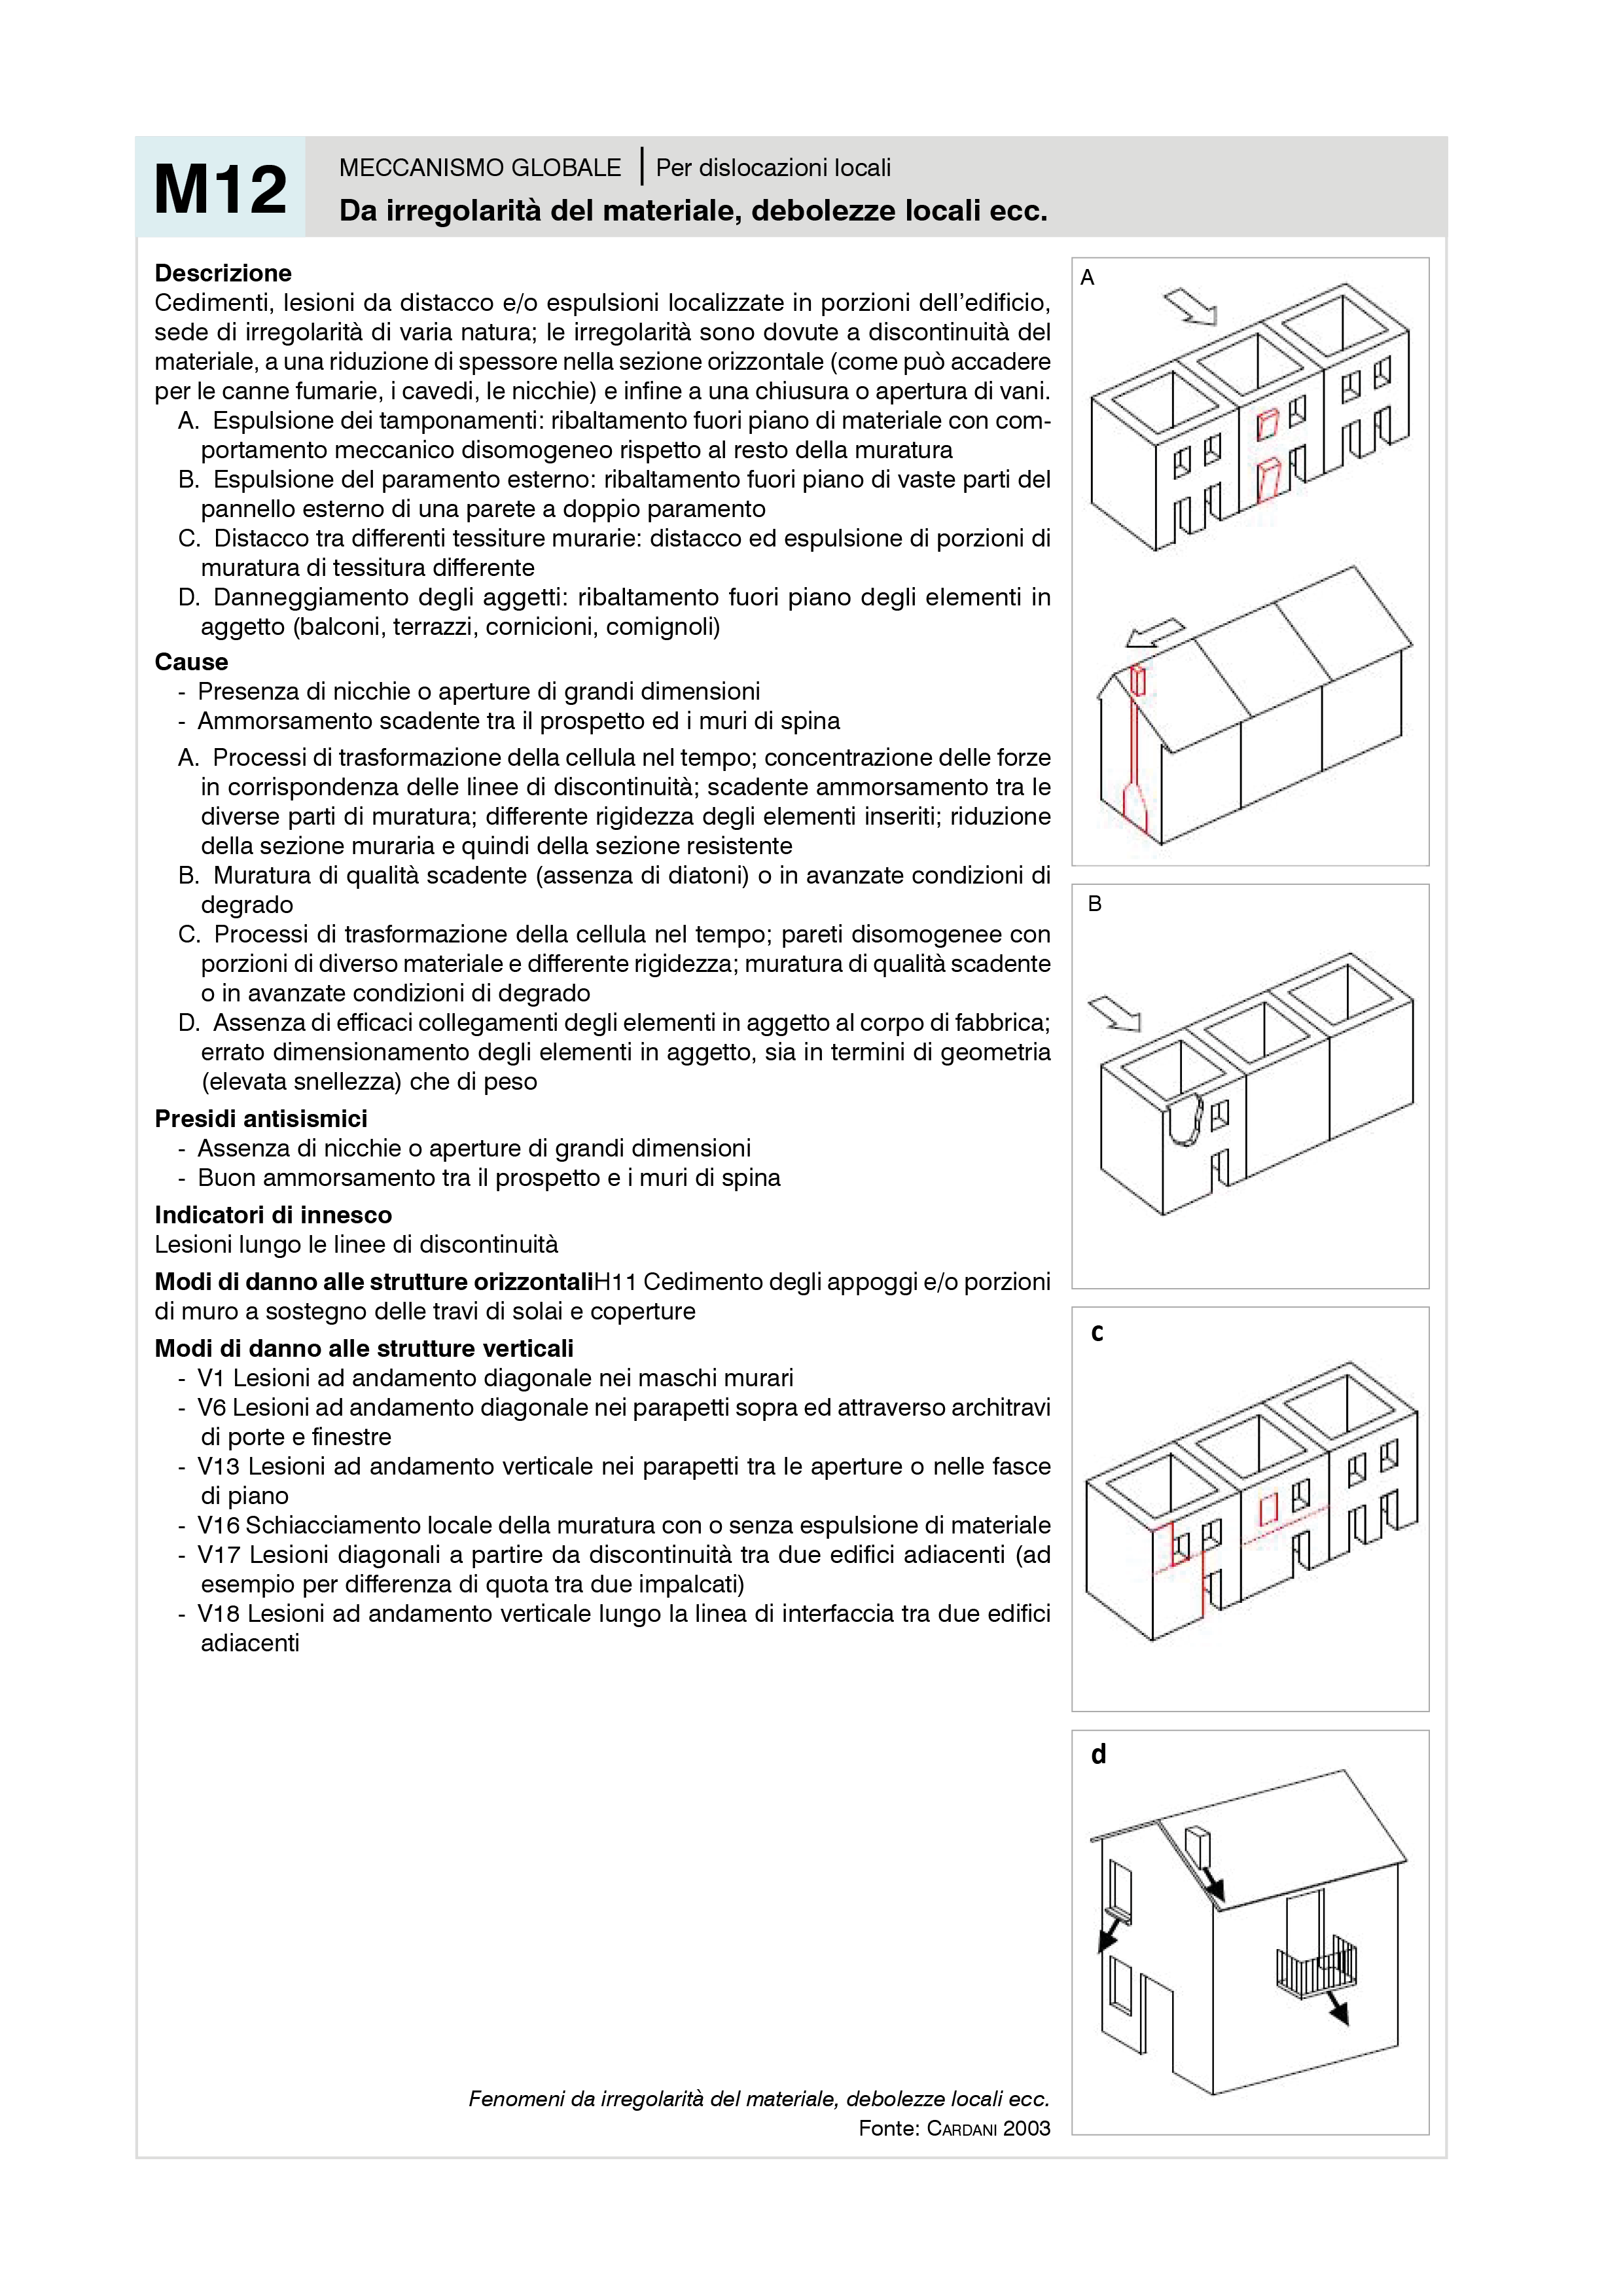 M12
MECCANISMO GLOBALE | Per dislocazioni locali
Da irregolarità del materiale, debolezze locali ecc.
Descrizione
Cedimenti, lesioni da distacco e/o espulsioni localizzate in porzioni dell'edificio,
sede di irregolarità di varia natura; le irregolarità sono dovute a discontinuità del
materiale, a una riduzione di spessore nella sezione orizzontale (come può accadere
per le canne fumarie, i cavedi, le nicchie) e infine a una chiusura o apertura di vani.
A. Espulsione dei tamponamenti: ribaltamento fuori piano di materiale con com-
portamento meccanico disomogeneo rispetto al resto della muratura
B. Espulsione del paramento esterno: ribaltamento fuori piano di vaste parti del
pannello esterno di una parete a doppio paramento
C. Distacco tra differenti tessiture murarie: distacco ed espulsione di porzioni di
muratura di tessitura differente
D. Danneggiamento degli aggetti: ribaltamento fuori piano degli elementi in
aggetto (balconi, terrazzi, cornicioni, comignoli)
Cause
- Presenza di nicchie o aperture di grandi dimensioni
- Ammorsamento scadente tra il prospetto ed i muri di spina
A. Processi di trasformazione della cellula nel tempo; concentrazione delle forze
in corrispondenza delle linee di discontinuità; scadente ammorsamento tra le
diverse parti di muratura; differente rigidezza degli elementi inseriti; riduzione
della sezione muraria e quindi della sezione resistente
B. Muratura di qualità scadente (assenza di diatoni) o in avanzate condizioni di
degrado
C. Processi di trasformazione della cellula nel tempo; pareti disomogenee con
porzioni di diverso materiale e differente rigidezza; muratura di qualità scadente
o in avanzate condizioni di degrado
D. Assenza di efficaci collegamenti degli elementi in aggetto al corpo di fabbrica;
errato dimensionamento degli elementi in aggetto, sia in termini di geometria
(elevata snellezza) che di peso
Presidi antisismici
- Assenza di nicchie o aperture di grandi dimensioni
- Buon ammorsamento tra il prospetto e i muri di spina
Indicatori di innesco
Lesioni lungo le linee di discontinuità
Modi di danno alle strutture orizzontaliH11 Cedimento degli appoggi e/o porzioni
di muro a sostegno delle travi di solai e coperture
Modi di danno alle strutture verticali
- V1 Lesioni ad andamento diagonale nei maschi murari
- V6 Lesioni ad andamento diagonale nei parapetti sopra ed attraverso architravi
di porte e finestre
- V13 Lesioni ad andamento verticale nei parapetti tra le aperture o nelle fasce
di piano
- V16 Schiacciamento locale della muratura con o senza espulsione di materiale
- V17 Lesioni diagonali a partire da discontinuità tra due edifici adiacenti (ad
esempio per differenza di quota tra due impalcati)
- V18 Lesioni ad andamento verticale lungo la linea di interfaccia tra due edifici
adiacenti
Fenomeni da irregolarità del materiale, debolezze locali ecc.
Fonte: CARDANI 2003
A
B
c
d